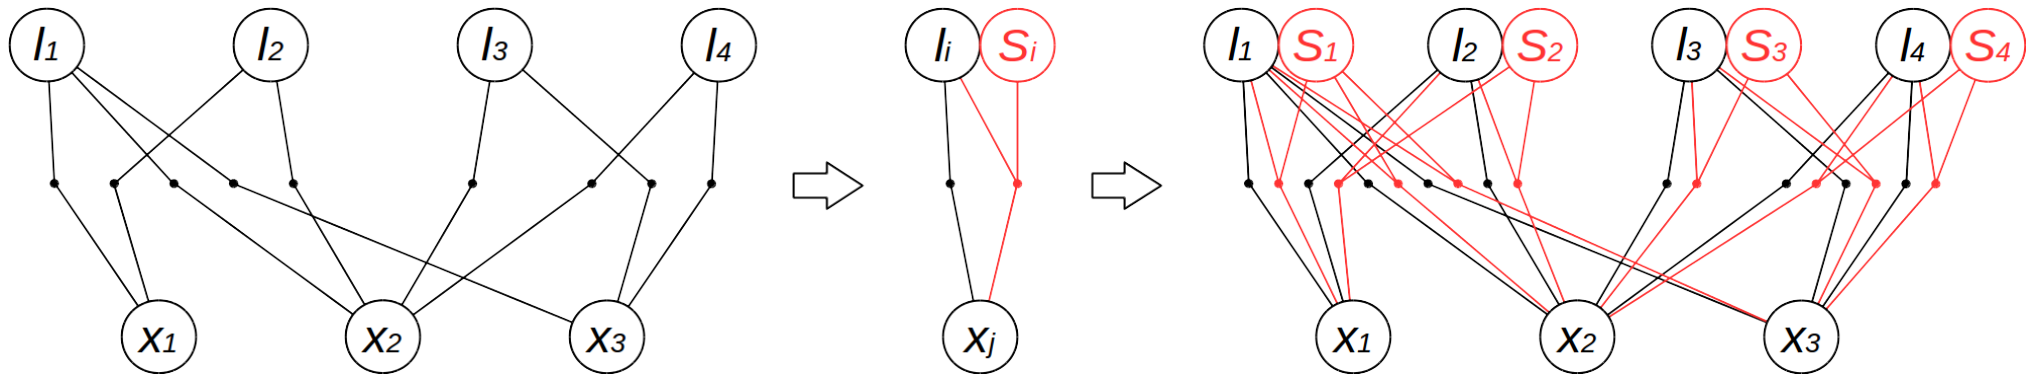 l1 l2 l3 l4 li Si l1 S1 l2 S2 l3 S3 l4 S4
x1 x2 x3 xj x1 x2 x3